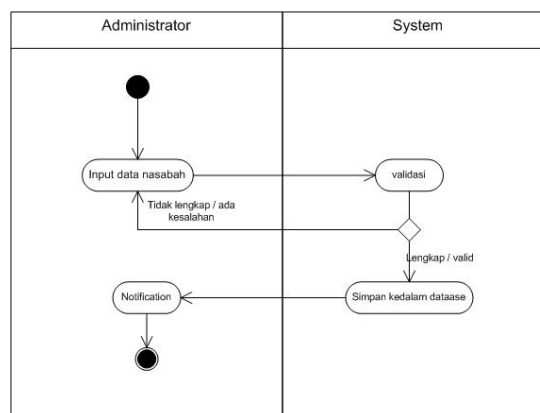 Administrator
System
Input data nasabah
validasi
Tidak lengkap / ada
kesalahan
Lengkap / valid
Notification
Simpan kedalam dataase